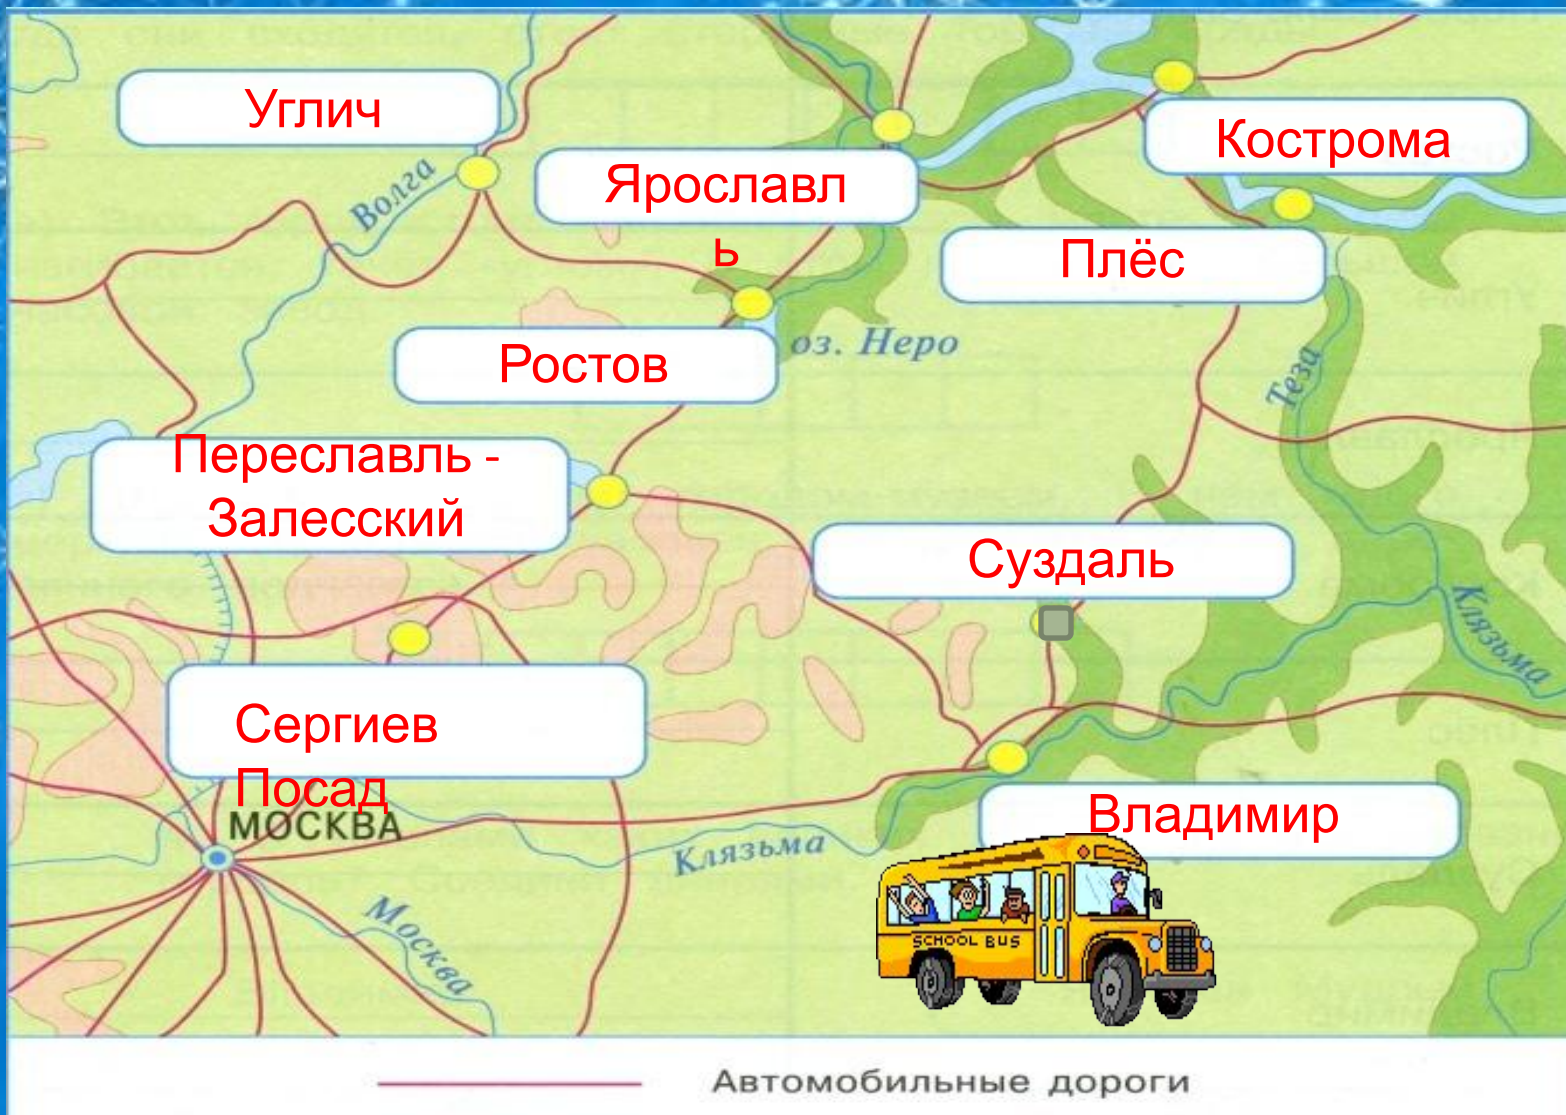 Углич
Кострома
Ярославл
ь
Волга
Плёс
Ростов
оз. Неро
Теза
Переславль -
Залесский
Суздаль
Клязьма
Сергиев
Посад
МОСКВА
Владимир
Клязьма
SCHOOL BUS
Москва
Автомобильные дороги